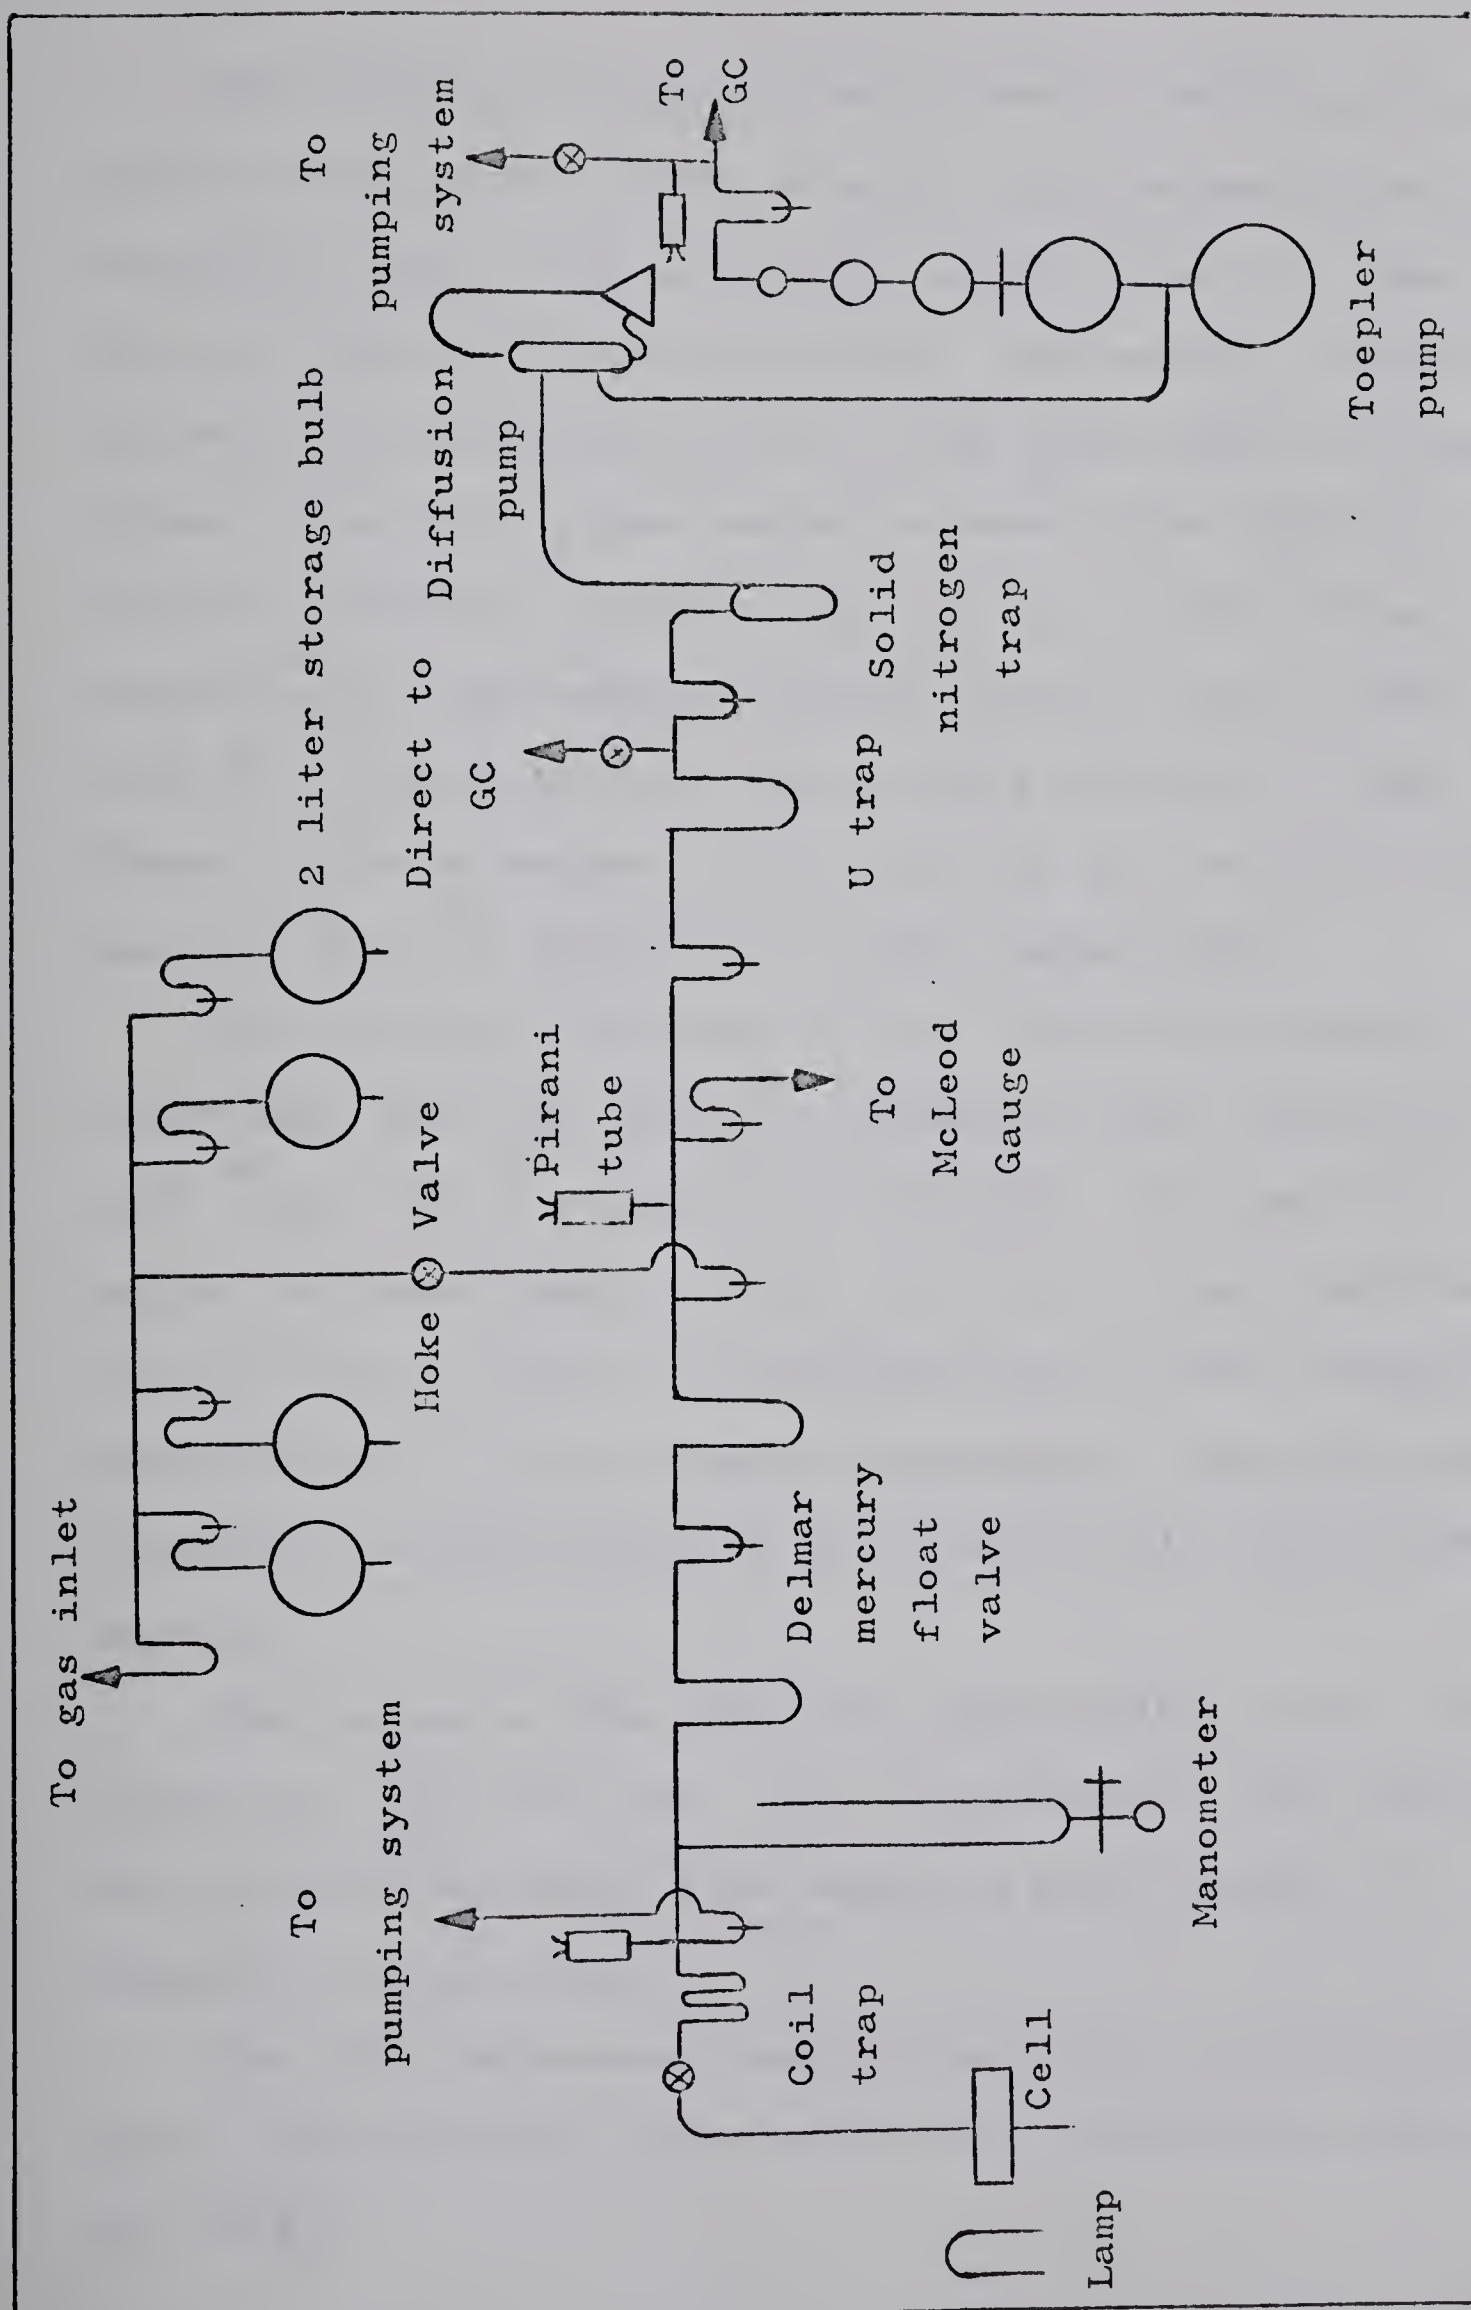 To gas inlet
2 liter storage bulb
To
pumping system
Hoke Valve
Direct to
GC
Diffusion
pump
To
pumping
system
To
GC
Pirani
tube
Lamp
Cell
Coil
trap
Manometer
Delmar
mercury
float
valve
To
McLeod
Gauge
U trap
Solid
nitrogen
trap
Toepler
pump